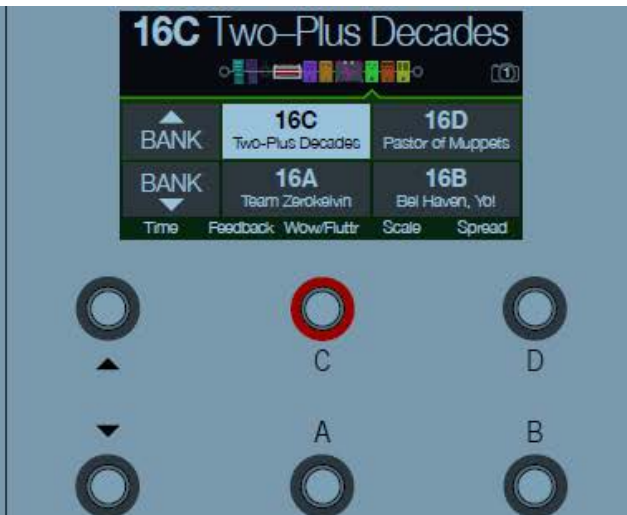 16C Two–Plus Decades
1
BANK
16C
Two-Plus Decades
16D
Pastor of Muppets
BANK
16A
Team Zerokelvin
16B
Bel Haven, Yo!
Time Feedback Wow/Fluttr Scale Spread
C
D
A
B